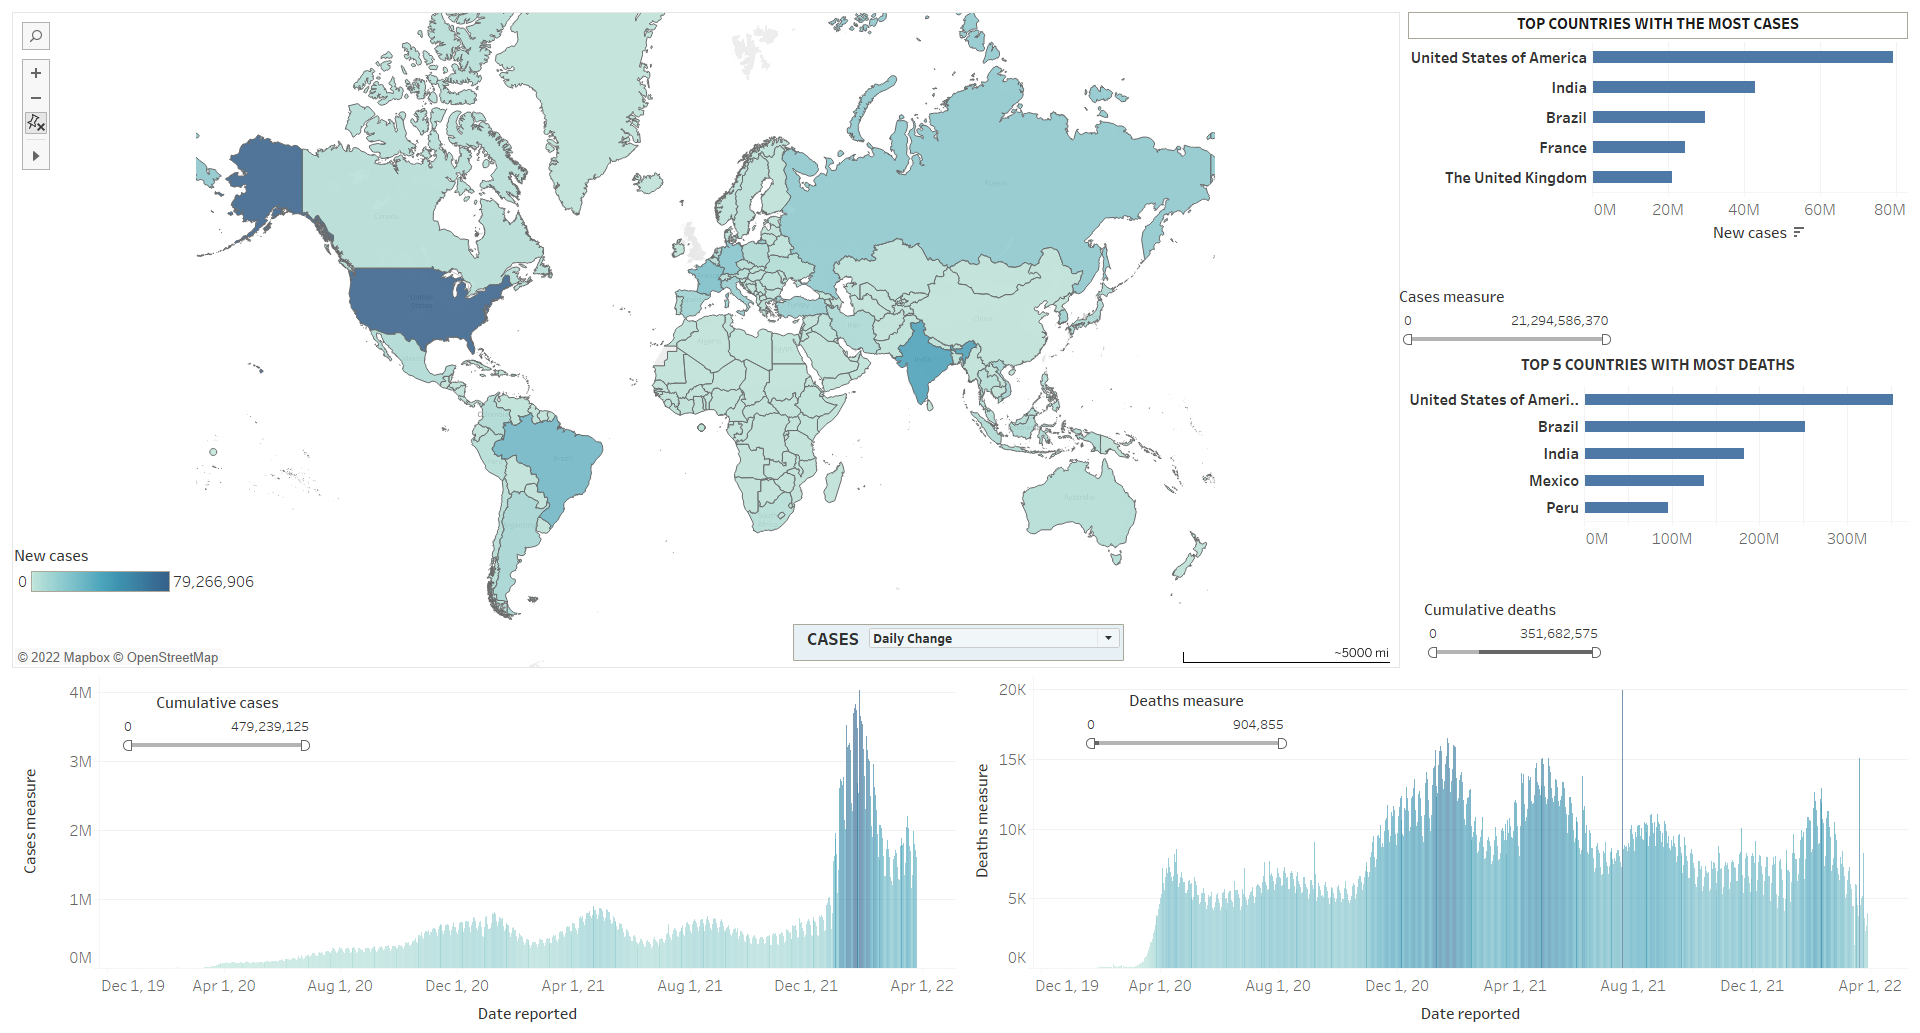 TOP COUNTRIES WITH THE MOST CASES
United States of America
India
Brazil
France
The United Kingdom
0M 20M 40M 60M 80M
New cases
Cases measure
0 21,294,586,370
TOP 5 COUNTRIES WITH MOST DEATHS
United States of Ameri..
Brazil
India
Mexico
Peru
0M 100M 200M 300M
Cumulative deaths
0 351,682,575
New cases
0 79,266,906
CASES Daily Change
© 2022 Mapbox © OpenStreetMap
~5000 mi
Cumulative cases
0 479,239,125
Cases measure
4M
3M
2M
1M
0M
Dec 1, 19 Apr 1, 20 Aug 1, 20 Dec 1, 20 Apr 1, 21 Aug 1, 21 Dec 1, 21 Apr 1, 22
Date reported
Deaths measure
0 904,855
Deaths measure
20K
15K
10K
5K
0K
Dec 1, 19 Apr 1, 20 Aug 1, 20 Dec 1, 20 Apr 1, 21 Aug 1, 21 Dec 1, 21 Apr 1, 22
Date reported